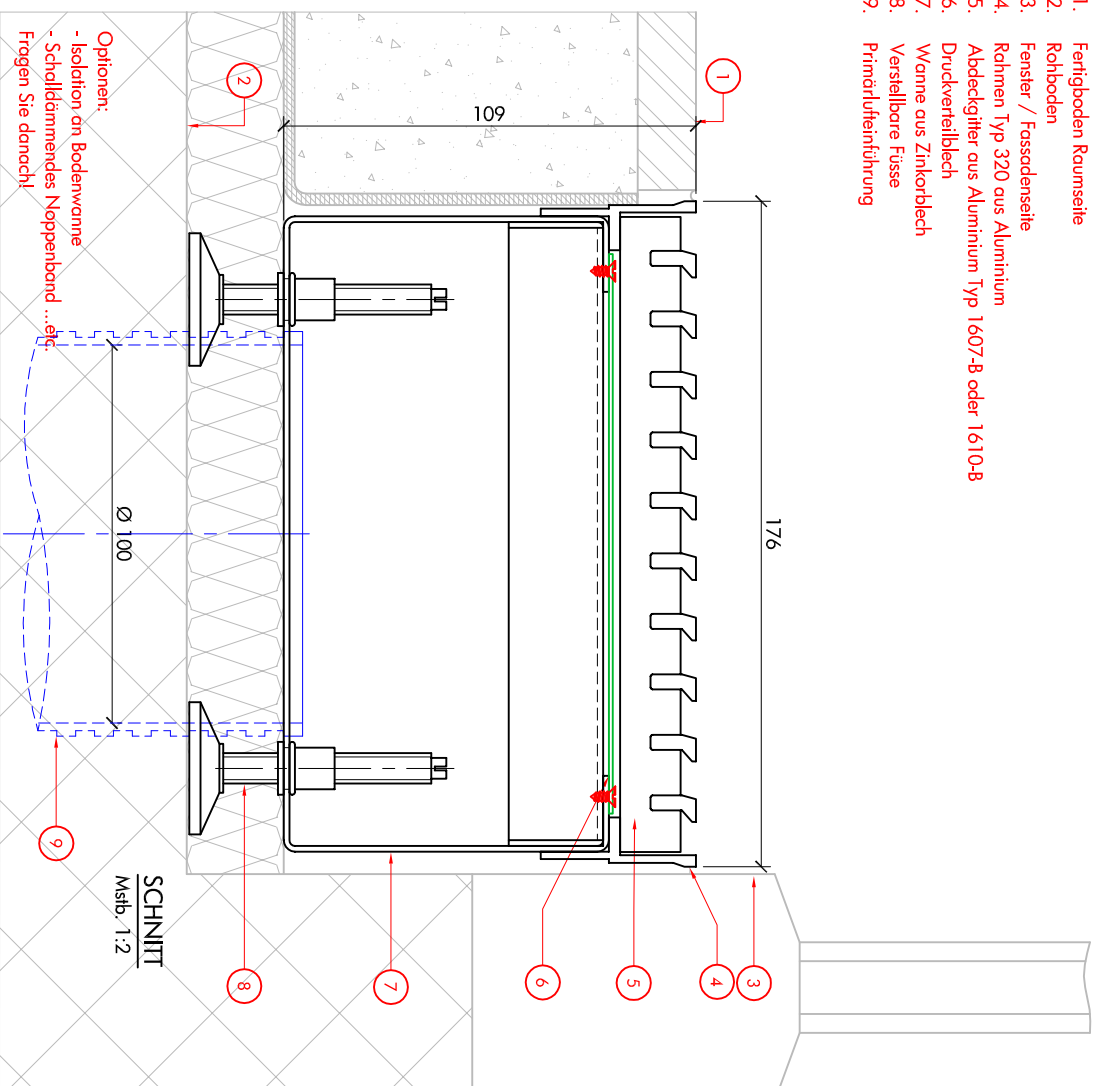 1. Fertigboden Raumseite
2. Rohboden
3. Fenster / Fassadenseite
4. Rahmen Typ 320 aus Aluminium
5. Abdeckgitter aus Aluminium Typ 1607-B oder 1610-B
6. Druckverteilblech
7. Wanne aus Zinkorblech
8. Verstellbare Füsse
9. Primärlufteinführung
1
2
109
176
Ø 100
3
4
5
6
7
8
9
SCHNITT
Mstb. 1:2
Optionen:
- Isolation an Bodenwanne
- Schalldämmendes Noppenband ...etc.
Fragen Sie danach!